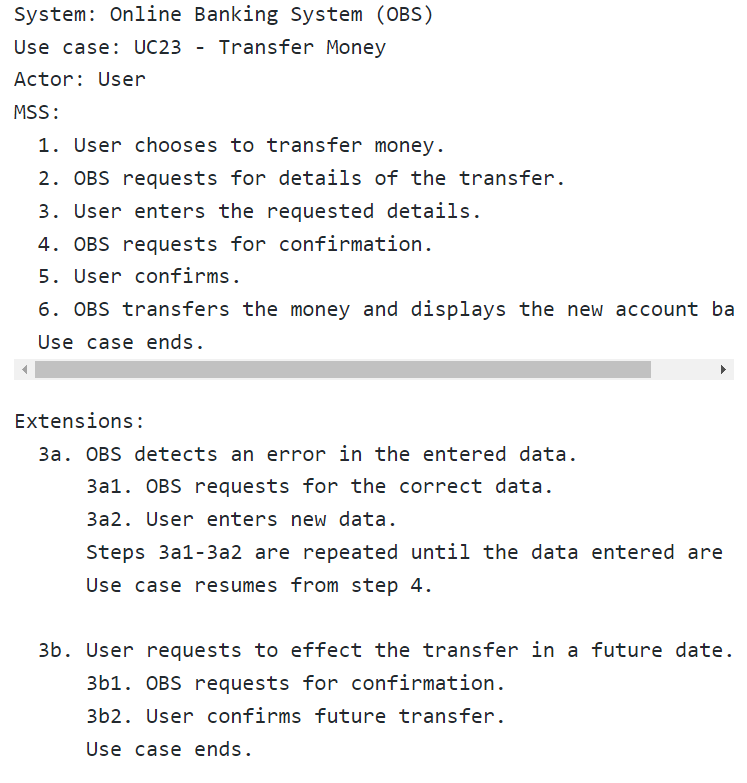 System: Online Banking System (OBS)
Use case: UC23 - Transfer Money
Actor: User
MSS:
1. User chooses to transfer money.
2. OBS requests for details of the transfer.
3. User enters the requested details.
4. OBS requests for confirmation.
5. User confirms.
6. OBS transfers the money and displays the new account ba
Use case ends.
Extensions:
3a. OBS detects an error in the entered data.
3a1. OBS requests for the correct data.
3a2. User enters new data.
Steps 3a1-3a2 are repeated until the data entered are
Use case resumes from step 4.
3b. User requests to effect the transfer in a future date.
3b1. OBS requests for confirmation.
3b2. User confirms future transfer.
Use case ends.